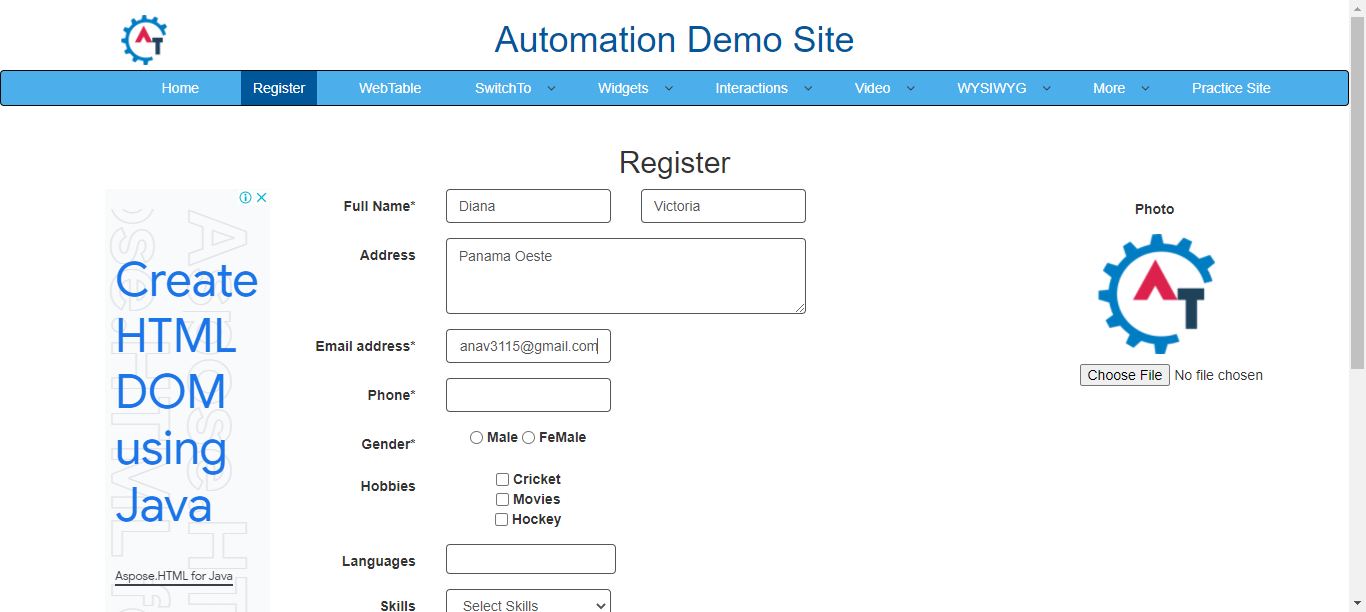 Automation Demo Site
Home Register WebTable SwitchTo Widgets Interactions Video WYSIWYG More Practice Site
Register
Full Name* Diana Victoria
Address Panama Oeste
Email address* anav3115@gmail.com
Phone*
Gender* Male FeMale
Hobbies Cricket
Movies
Hockey
Languages
Skills Select Skills
Photo
Choose File No file chosen
Create
HTML
DOM
using
Java
Aspose.HTML for Java